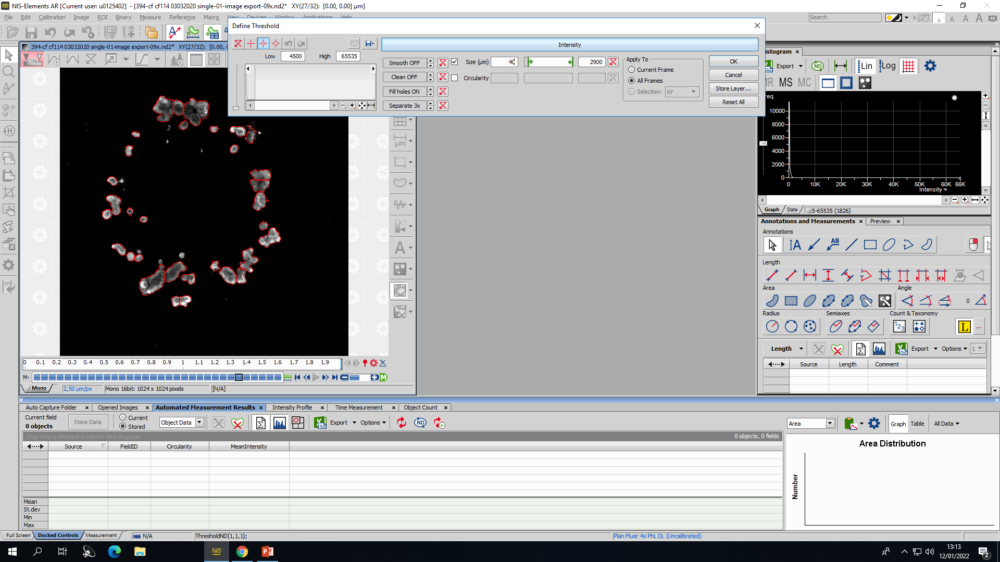 NIS-Elements AR [Current user: u0125402] - [394-cf cf114 03032020 single-01-image export-09x.nd2* XY(27/32): [0.00, 0.00] µm]
File Edit Calibration Image ROI Binary Measure Reference Macro View Devices Window Applications Help
Search
Define Threshold
394-cf cf114 03032020 single-01-image export-09x.nd2* XY(27/32): [0.00, 0.0
ON
Intensity
Low 4500 High 65535
Smooth OFF
Clean OFF
Fill holes ON
Separate 3x
Size (µm) 40 2900
Circularity
Apply To
Current Frame
All Frames
Selection: XY
OK
Cancel
Store Layer...
Reset All
istogram
Export ND Lin Log
MR MS MC
req.
10000
8000
6000
4000
2000
0
0 10K 20K 30K 40K 50K 60K 66K
Intensity ≈
Graph Data 5-65535 (1826)
Annotations and Measurements Preview
Annotations
Length
Area Angle
0
Radius Semiaxes Count & Taxonomy
L ...
Length Export Options 1
Source Length Comment
µm
0 0.1 0.2 0.3 0.4 0.5 0.6 0.7 0.8 0.9 1 1.1 1.2 1.3 1.4 1.5 1.6 1.7 1.8 1.9
M
Mono 2,50 µm/px Mono 16bit: 1024 x 1024 pixels [N/A]
Auto Capture Folder Opened Images Automated Measurement Results Intensity Profile Time Measurement Object Count
Current field
0 objects
Store Data
Current
Stored
Object Data Export Options ND
Drag-drop a descriptive column here to group
0 objects, 0 fields
Source FieldID Circularity MeanIntensity
Mean
St.dev
Min
Max
Area Graph Table All Data
Area Distribution
Number
Full Screen Docked Controls Measurement N/A ThresholdND(1,1,1); Plan Fluor 4x PhL DL (Uncalibrated)
NIS
13:13
12/01/2022
2